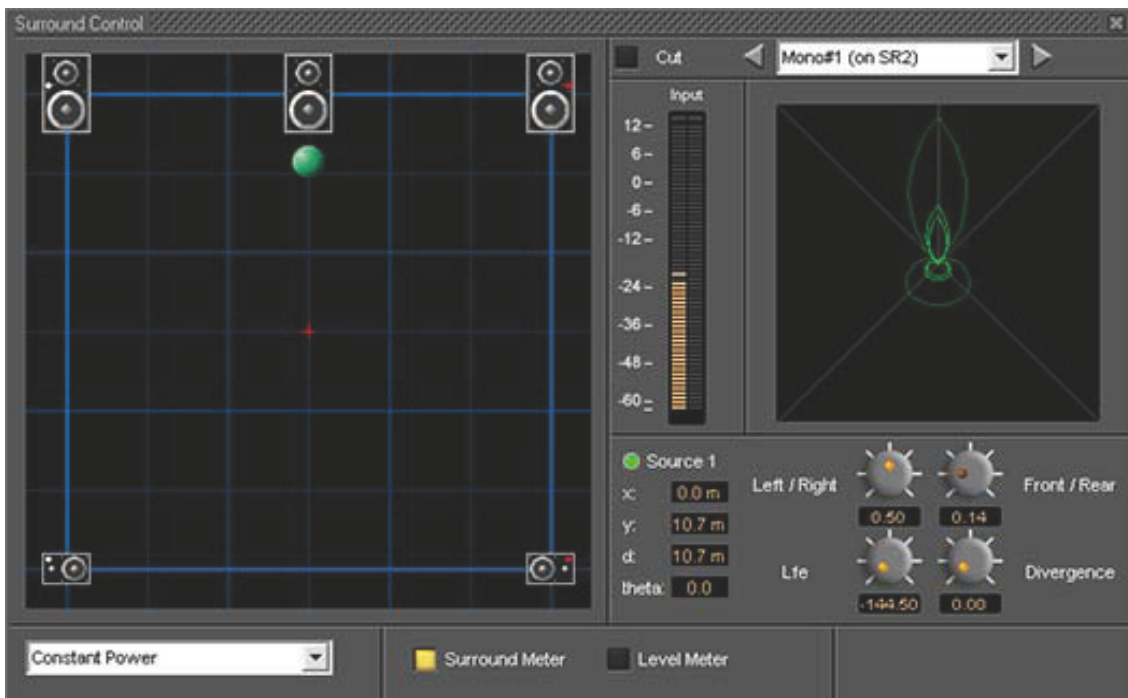 Surround Control
Cut
Mono#1 (on SR2)
Input
12
6
0
-6
-12
-24
-36
-48
-60
Source 1
x: 0.0 m
y: 10.7 m
d: 10.7 m
theta: 0.0
Left / Right
0.50
0.14
Front / Rear
Lfe
-144.50
0.00
Divergence
Constant Power
Surround Meter
Level Meter